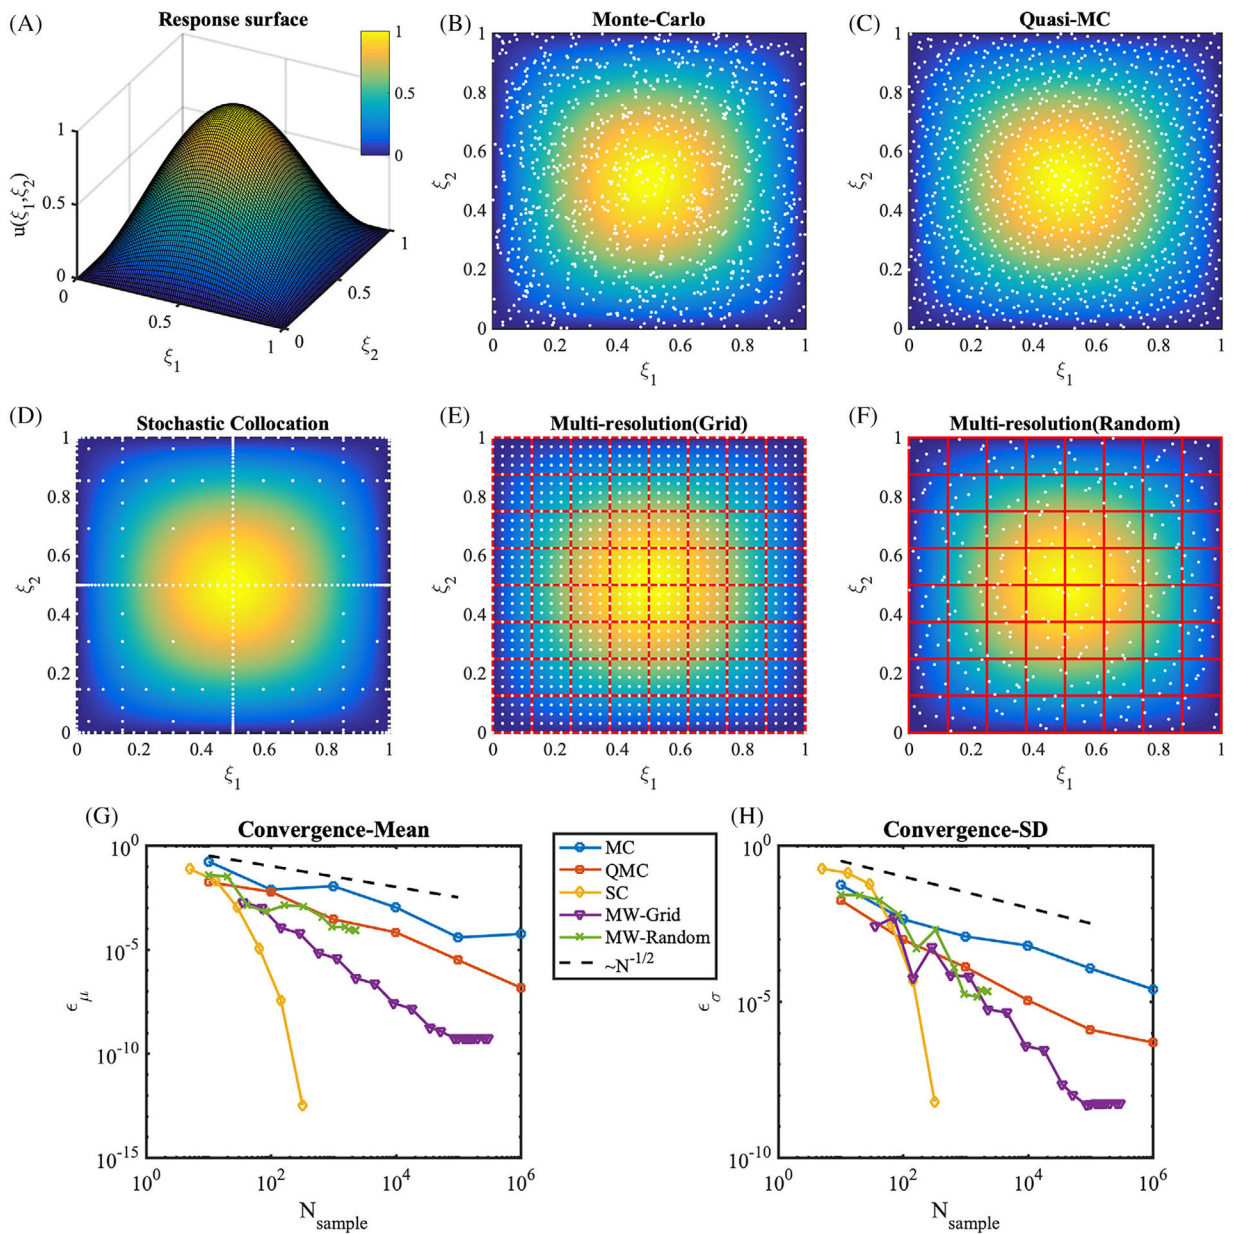 (A) Response surface
1
0.5
0
u(ξ1,ξ2)
1
0.5
0
0
0.5
1
ξ1
0
0.5
1
ξ2
(B) Monte-Carlo
1
0.8
0.6
0.4
0.2
0
ξ2
0 0.2 0.4 0.6 0.8 1
ξ1
(C) Quasi-MC
1
0.8
0.6
0.4
0.2
0
ξ2
0 0.2 0.4 0.6 0.8 1
ξ1
(D) Stochastic Collocation
1
0.8
0.6
0.4
0.2
0
ξ2
0 0.2 0.4 0.6 0.8 1
ξ1
(E) Multi-resolution(Grid)
1
0.8
0.6
0.4
0.2
0
ξ2
0 0.2 0.4 0.6 0.8 1
ξ1
(F) Multi-resolution(Random)
1
0.8
0.6
0.4
0.2
0
ξ2
0 0.2 0.4 0.6 0.8 1
ξ1
(G) Convergence-Mean
10^0
10^-5
10^-10
10^-15
ϵμ
10^0 10^2 10^4 10^6
Nsample
MC
QMC
SC
MW-Grid
MW-Random
~N^-1/2
(H) Convergence-SD
10^0
10^-5
10^-10
ϵσ
10^0 10^2 10^4 10^6
Nsample